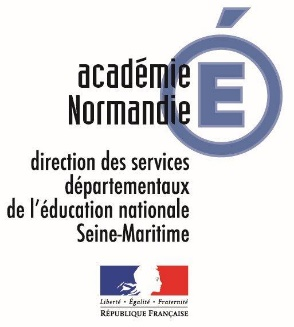 académie
Normandie
É
direction des services
départementaux
de l'éducation nationale
Seine-Maritime
Liberté • Égalité • Fraternité
RÉPUBLIQUE FRANÇAISE